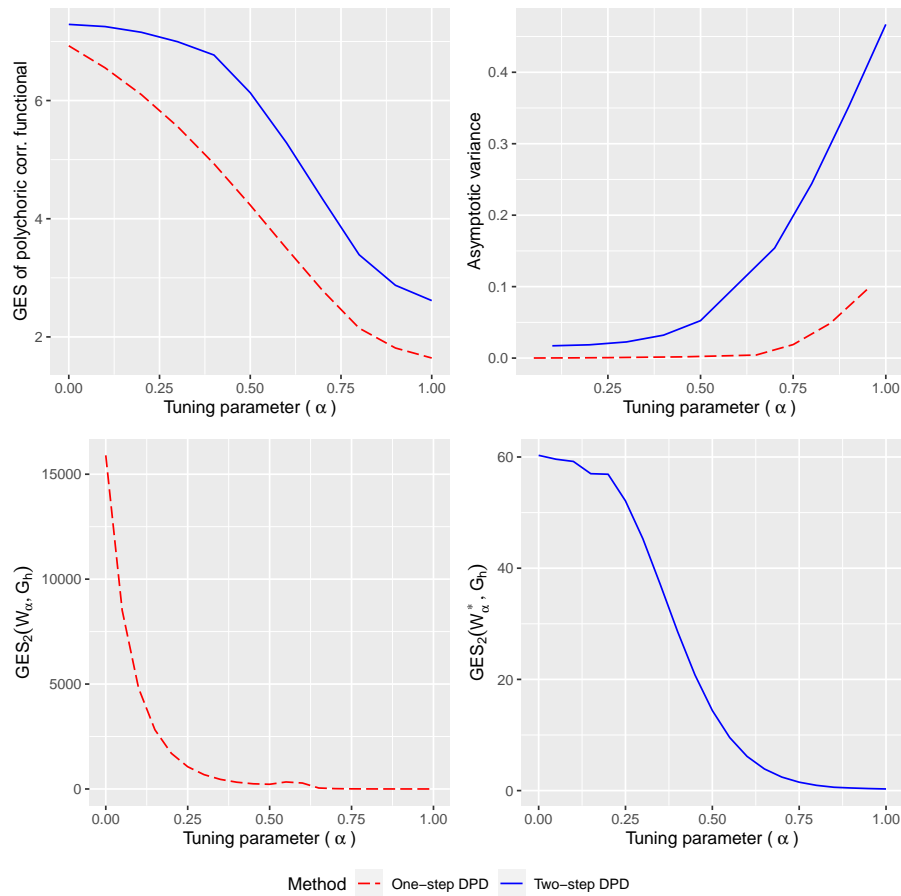 GES of polychoric corr. functional
6
4
2
0.00 0.25 0.50 0.75 1.00
Tuning parameter ( α )
Asymptotic variance
0.4
0.3
0.2
0.1
0.0
0.25 0.50 0.75 1.00
Tuning parameter ( α )
GES₂(Wα, Gₕ)
15000
10000
5000
0
0.00 0.25 0.50 0.75 1.00
Tuning parameter ( α )
GES₂(Wα*, Gₕ)
60
40
20
0
0.00 0.25 0.50 0.75 1.00
Tuning parameter ( α )
Method One−step DPD Two−step DPD